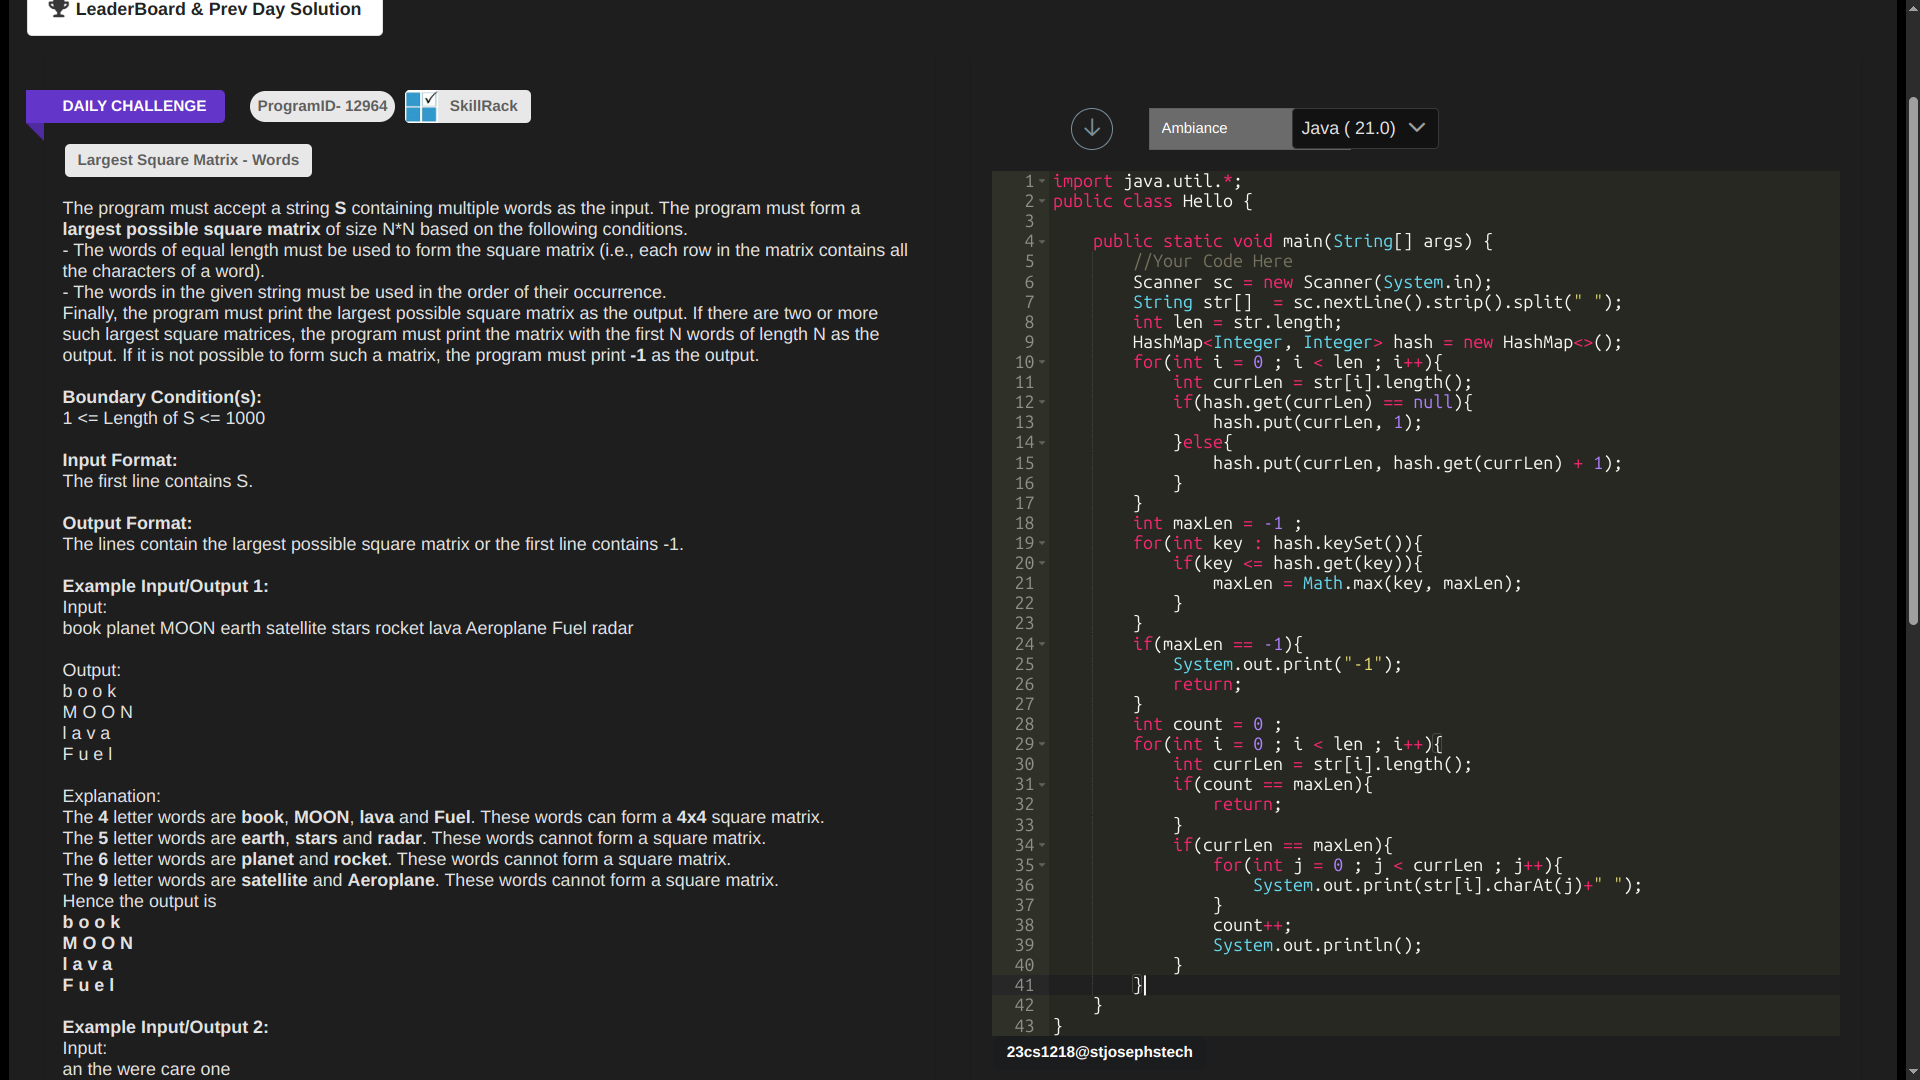 LeaderBoard & Prev Day Solution
DAILY CHALLENGE
ProgramID- 12964
SkillRack
Largest Square Matrix - Words
The program must accept a string S containing multiple words as the input. The program must form a
largest possible square matrix of size N*N based on the following conditions.
- The words of equal length must be used to form the square matrix (i.e., each row in the matrix contains all
the characters of a word).
- The words in the given string must be used in the order of their occurrence.
Finally, the program must print the largest possible square matrix as the output. If there are two or more
such largest square matrices, the program must print the matrix with the first N words of length N as the
output. If it is not possible to form such a matrix, the program must print -1 as the output.
Boundary Condition(s):
1 <= Length of S <= 1000
Input Format:
The first line contains S.
Output Format:
The lines contain the largest possible square matrix or the first line contains -1.
Example Input/Output 1:
Input:
book planet MOON earth satellite stars rocket lava Aeroplane Fuel radar
Output:
b o o k
M O O N
l a v a
F u e l
Explanation:
The 4 letter words are book, MOON, lava and Fuel. These words can form a 4x4 square matrix.
The 5 letter words are earth, stars and radar. These words cannot form a square matrix.
The 6 letter words are planet and rocket. These words cannot form a square matrix.
The 9 letter words are satellite and Aeroplane. These words cannot form a square matrix.
Hence the output is
b o o k
M O O N
l a v a
F u e l
Example Input/Output 2:
Input:
an the were care one
Ambiance
Java ( 21.0)
1 import java.util.*;
2 public class Hello {
3
4     public static void main(String[] args) {
5         //Your Code Here
6         Scanner sc = new Scanner(System.in);
7         String str[]  = sc.nextLine().strip().split(" ");
8         int len = str.length;
9         HashMap<Integer, Integer> hash = new HashMap<>();
10         for(int i = 0 ; i < len ; i++){
11             int currLen = str[i].length();
12             if(hash.get(currLen) == null){
13                 hash.put(currLen, 1);
14             }else{
15                 hash.put(currLen, hash.get(currLen) + 1);
16             }
17         }
18         int maxLen = -1 ;
19         for(int key : hash.keySet()){
20             if(key <= hash.get(key)){
21                 maxLen = Math.max(key, maxLen);
22             }
23         }
24         if(maxLen == -1){
25             System.out.print("-1");
26             return;
27         }
28         int count = 0 ;
29         for(int i = 0 ; i < len ; i++){
30             int currLen = str[i].length();
31             if(count == maxLen){
32                 return;
33             }
34             if(currLen == maxLen){
35                 for(int j = 0 ; j < currLen ; j++){
36                     System.out.print(str[i].charAt(j)+" ");
37                 }
38                 count++;
39                 System.out.println();
40             }
41         }
42     }
43 }
23cs1218@stjosephstech